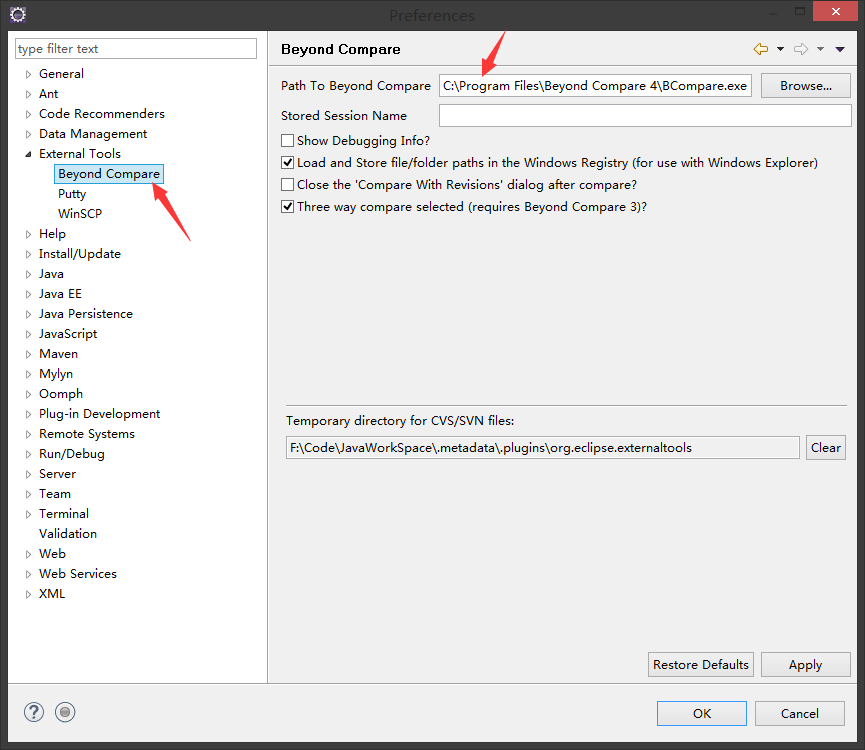 Preferences
type filter text
General
Ant
Code Recommenders
Data Management
External Tools
Beyond Compare
Putty
WinSCP
Help
Install/Update
Java
Java EE
Java Persistence
JavaScript
Maven
Mylyn
Oomph
Plug-in Development
Remote Systems
Run/Debug
Server
Team
Terminal
Validation
Web
Web Services
XML
Beyond Compare
Path To Beyond Compare C:\Program Files\Beyond Compare 4\BCompare.exe Browse...
Stored Session Name
Show Debugging Info?
Load and Store file/folder paths in the Windows Registry (for use with Windows Explorer)
Close the 'Compare With Revisions' dialog after compare?
Three way compare selected (requires Beyond Compare 3)?
Temporary directory for CVS/SVN files:
F:\Code\JavaWorkSpace\.metadata\.plugins\org.eclipse.externaltools Clear
Restore Defaults Apply
? OK Cancel